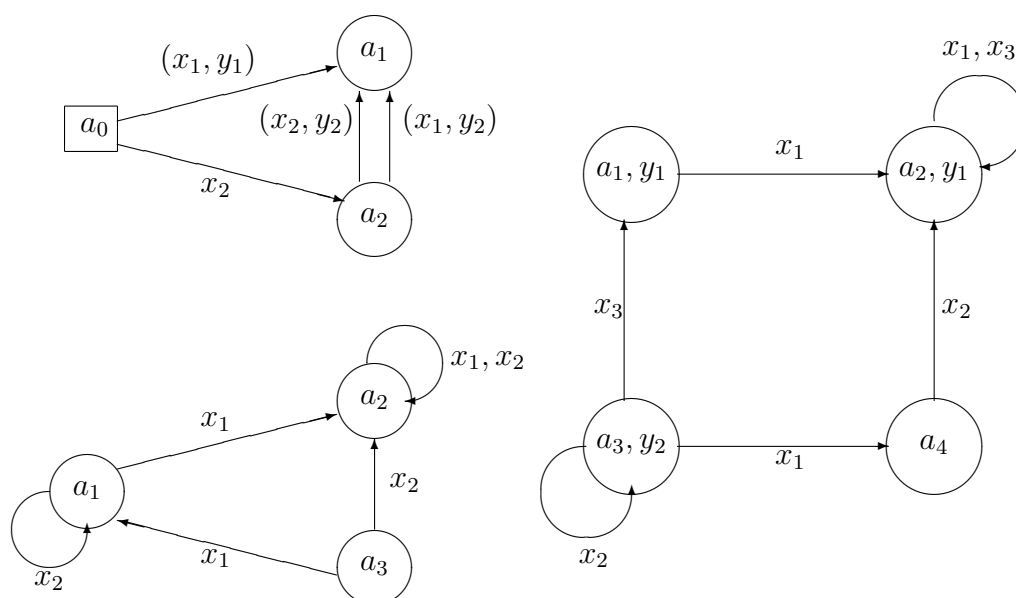 a₁
(x₁, y₁)
a₀
(x₂, y₂)
(x₁, y₂)
x₂
a₂
x₁, x₂
a₂
x₁
a₁
x₂
x₁
x₂
a₃
x₁, x₃
a₁, y₁
x₁
a₂, y₁
x₃
x₂
a₃, y₂
x₁
a₄
x₂